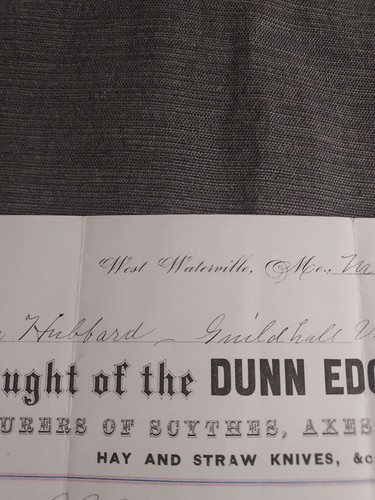 West Waterville, Me.,
Hubbard – Guildhall
ught of the DUNN EDG
URERS OF SCYTHES, AXES
HAY AND STRAW KNIVES, &c